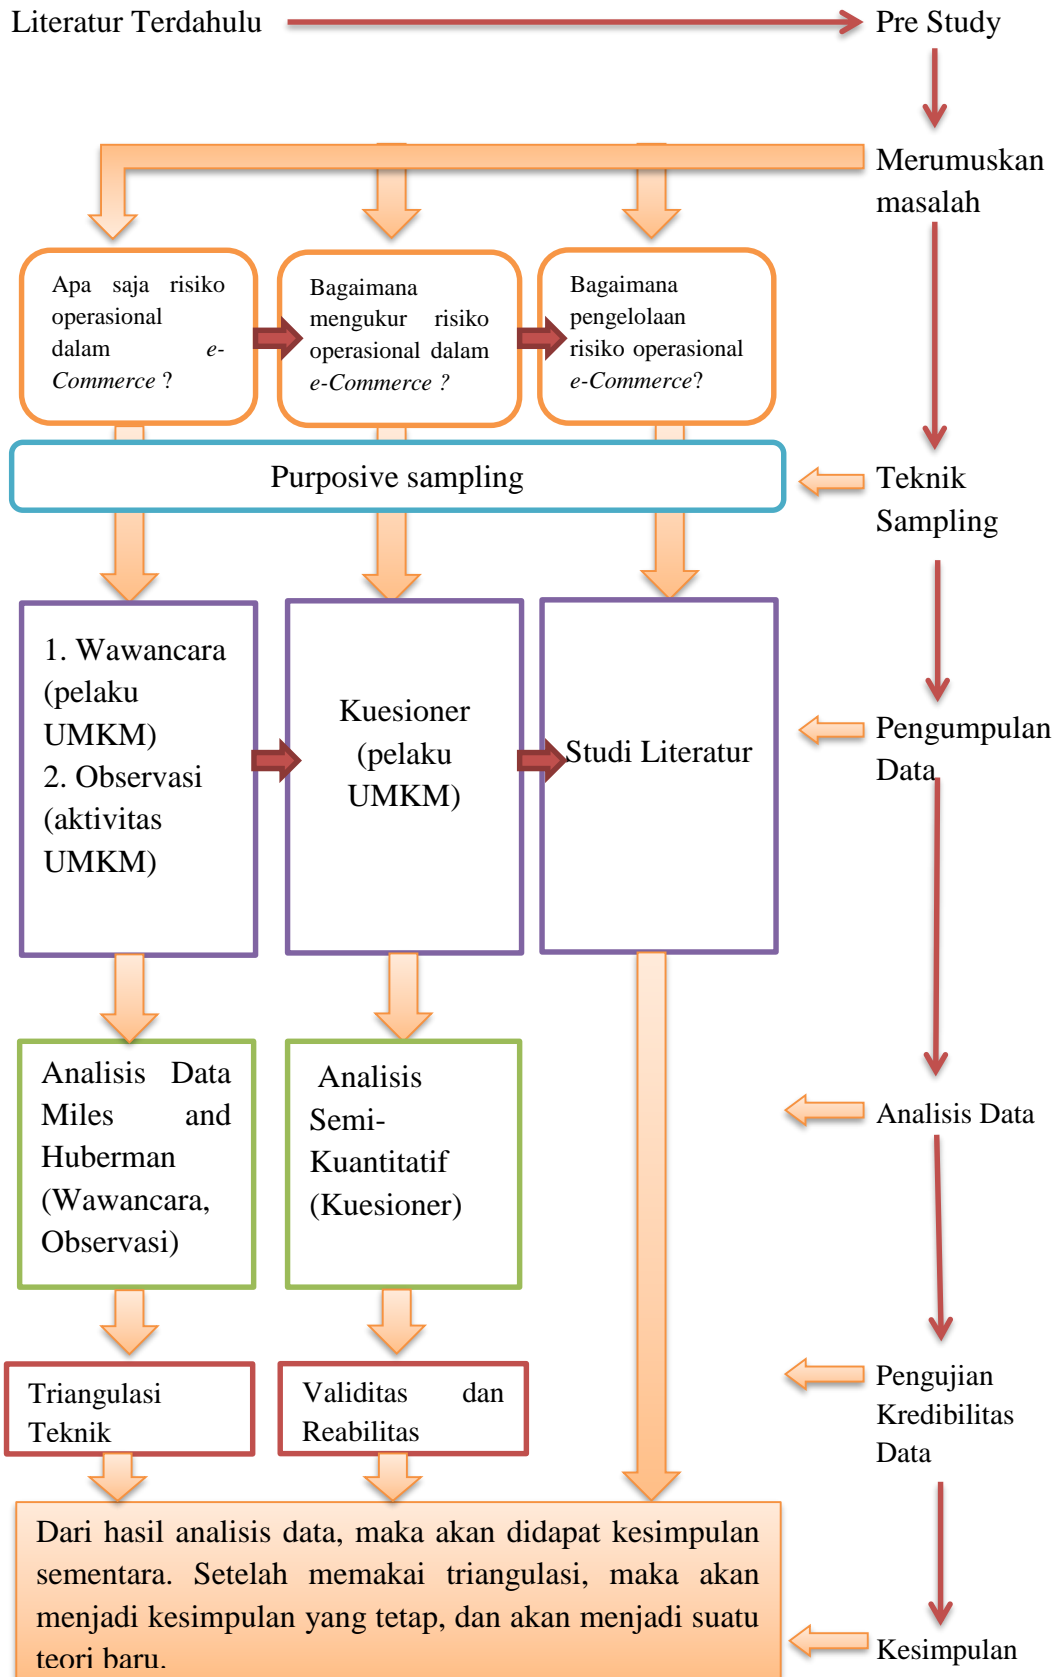 Literatur Terdahulu
Pre Study
Merumuskan
masalah
Apa saja risiko
operasional
dalam e-
Commerce ?
Bagaimana
mengukur risiko
operasional dalam
e-Commerce ?
Bagaimana
pengelolaan
risiko operasional
e-Commerce?
Purposive sampling
Teknik
Sampling
1. Wawancara
(pelaku
UMKM)
2. Observasi
(aktivitas
UMKM)
Kuesioner
(pelaku
UMKM)
Studi Literatur
Pengumpulan
Data
Analisis Data
Miles and
Huberman
(Wawancara,
Observasi)
Analisis
Semi-
Kuantitatif
(Kuesioner)
Analisis Data
Triangulasi
Teknik
Validitas dan
Reabilitas
Pengujian
Kredibilitas
Data
Dari hasil analisis data, maka akan didapat kesimpulan
sementara. Setelah memakai triangulasi, maka akan
menjadi kesimpulan yang tetap, dan akan menjadi suatu
teori baru.
Kesimpulan